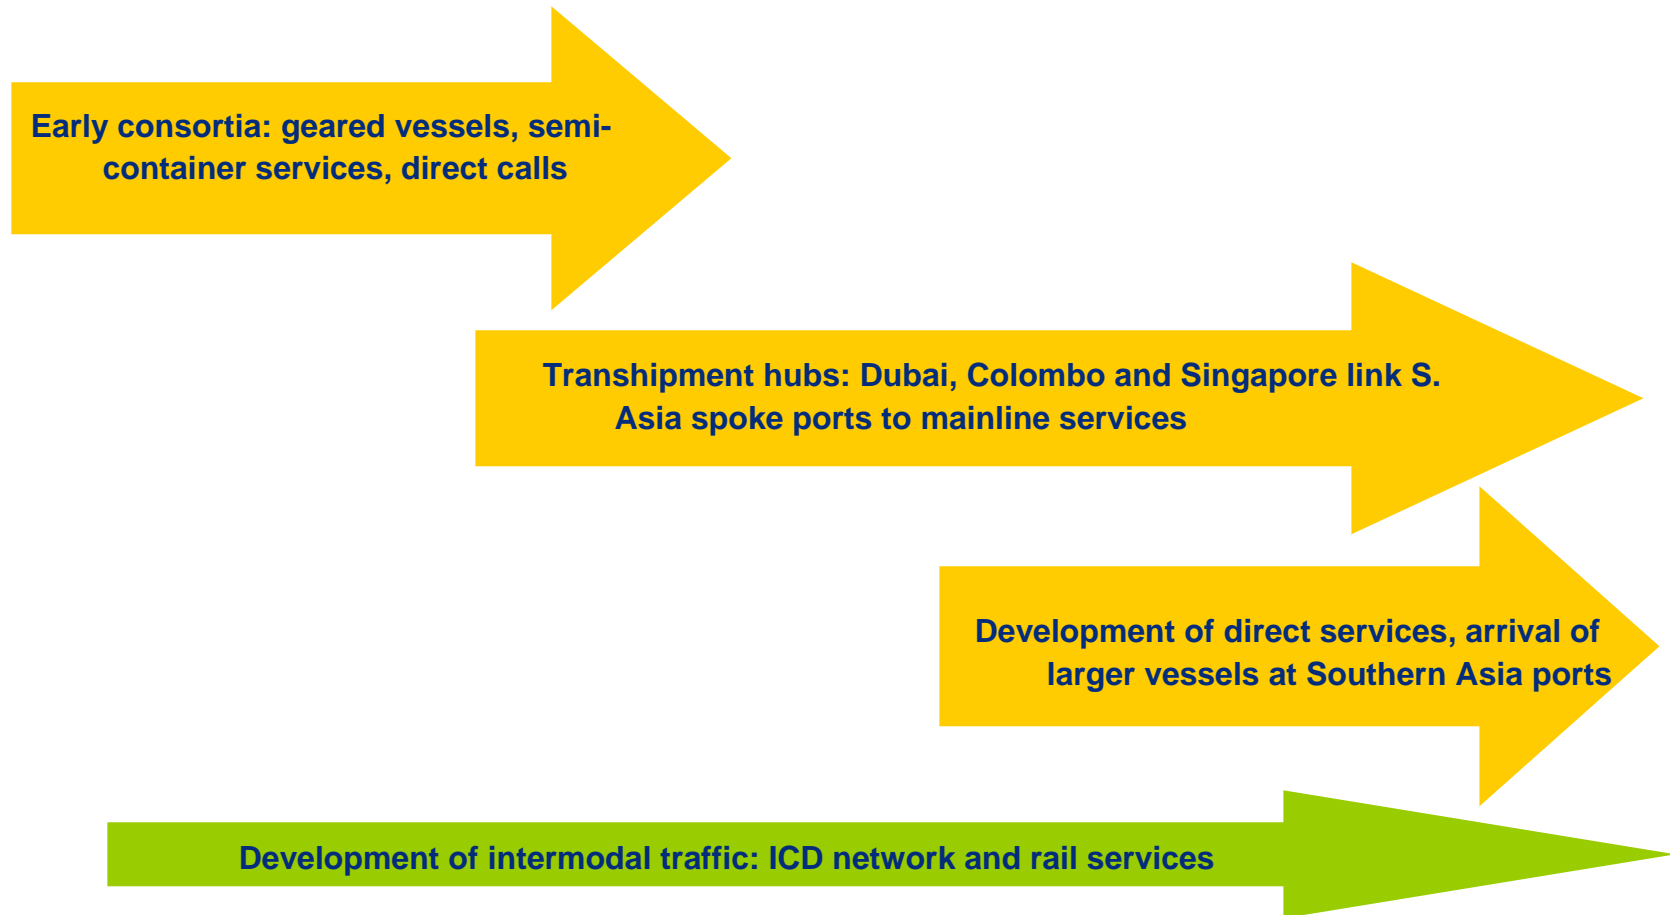 Early consortia: geared vessels, semi-
container services, direct calls
Transhipment hubs: Dubai, Colombo and Singapore link S.
Asia spoke ports to mainline services
Development of direct services, arrival of
larger vessels at Southern Asia ports
Development of intermodal traffic: ICD network and rail services